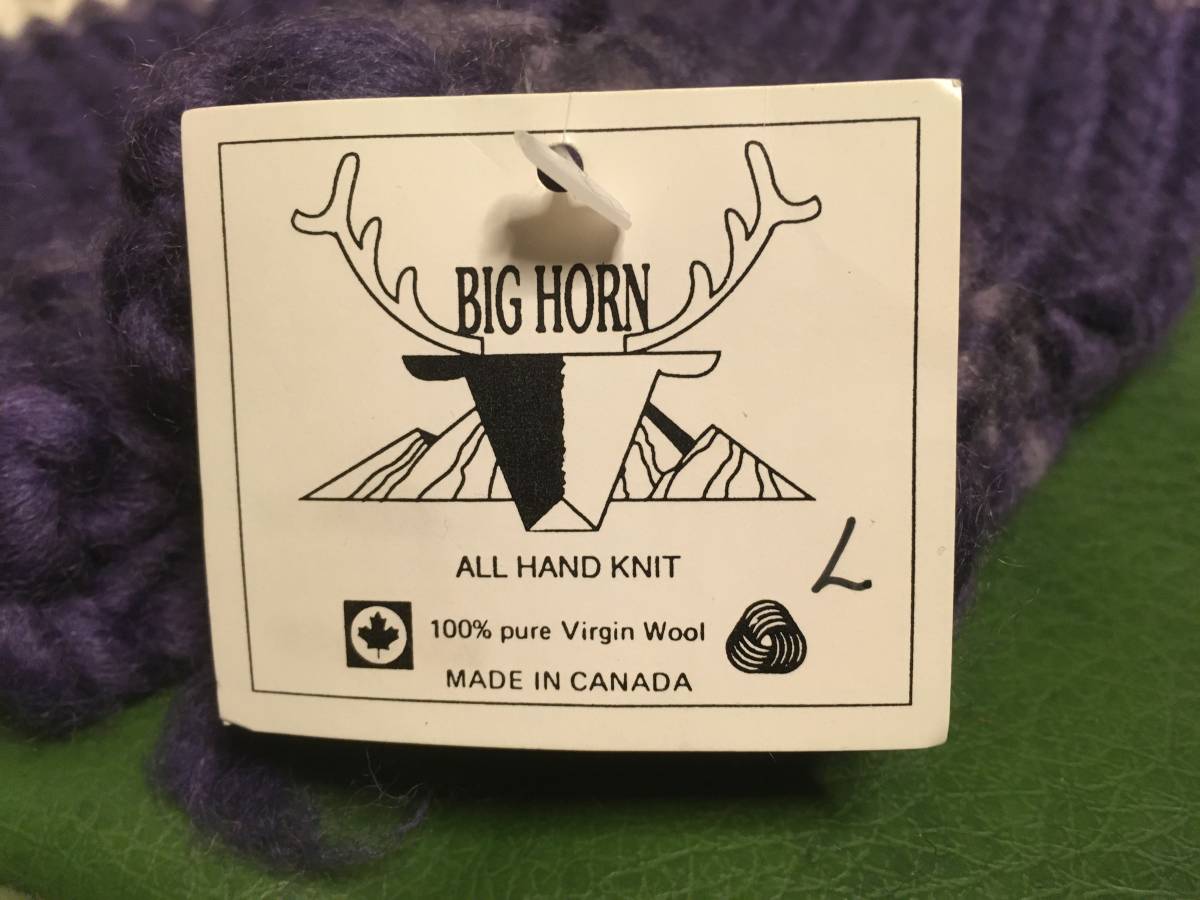 BIG HORN
ALL HAND KNIT
L
100% pure Virgin Wool
MADE IN CANADA